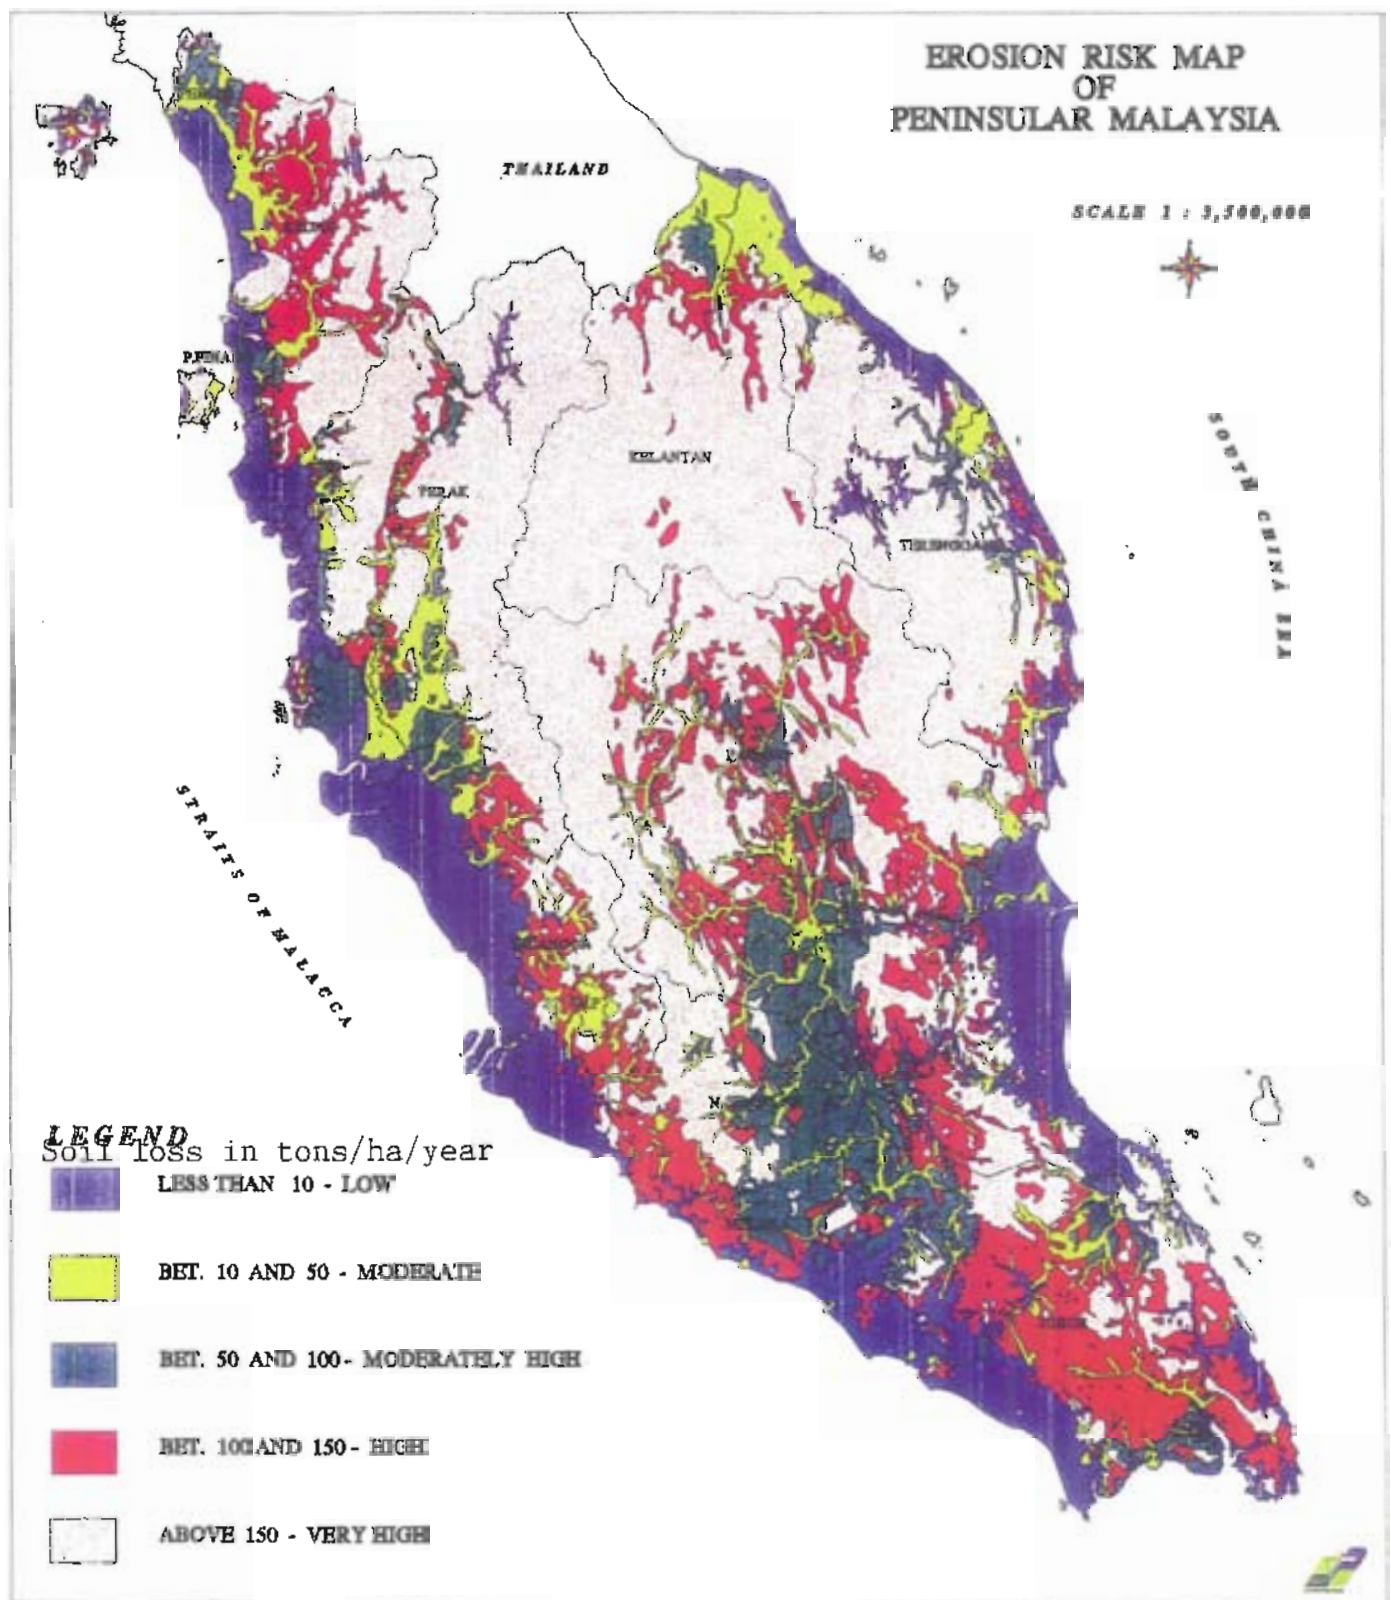 EROSION RISK MAP
OF
PENINSULAR MALAYSIA
THAILAND
SCALE 1 : 3,500,000
KELANTAN
PERAK
SOUTH CHINA SEA
STRAITS OF MALACCA
N.
LEGEND
Soil loss in tons/ha/year
LESS THAN 10 - LOW
BET. 10 AND 50 - MODERATE
BET. 50 AND 100 - MODERATELY HIGH
BET. 100 AND 150 - HIGH
ABOVE 150 - VERY HIGH